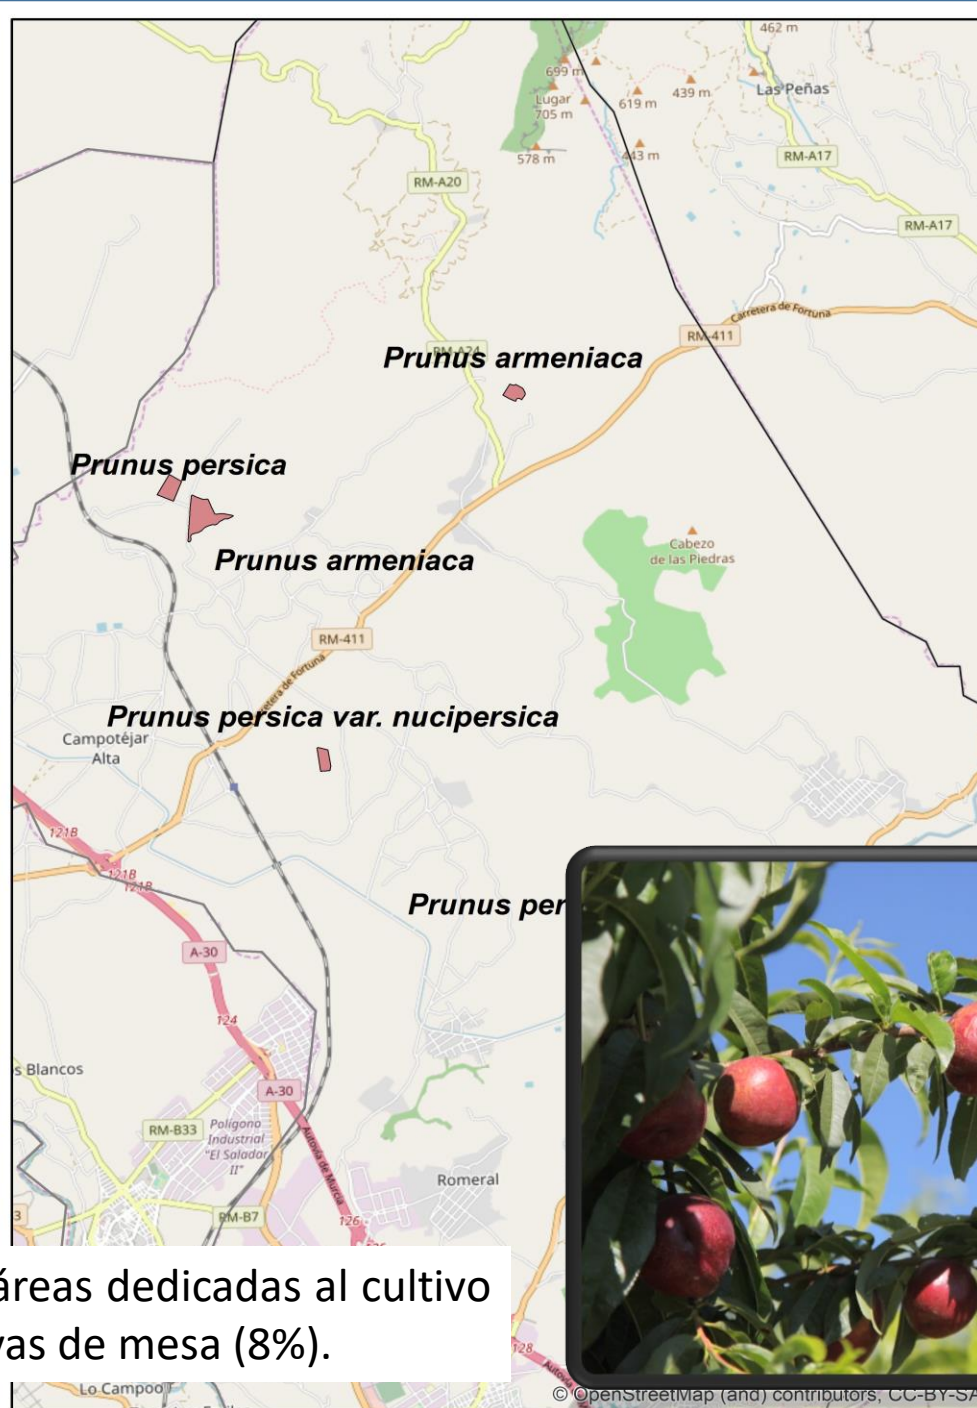 462 m
699 m
Las Peñas
439 m
Lugar
705 m
619 m
578 m
443 m
RM-A17
RM-A20
RM-A17
Carretera de Fortuna
RM-411
RM-A24
Prunus armeniaca
Prunus persica
Cabezo
de las Piedras
Prunus armeniaca
RM-411
Carretera de Fortuna
Prunus persica var. nucipersica
Campotéjar
Alta
121B
121B
121B
Prunus per
A-30
124
s Blancos
A-30
RM-B33
Polígono
Industrial
"El Saladar
II"
Autovía de Murcia
Romeral
3
RM-B7
126
áreas dedicadas al cultivo
vas de mesa (8%).
128
Lo Campoo
© OpenStreetMap (and) contributors, CC-BY-SA